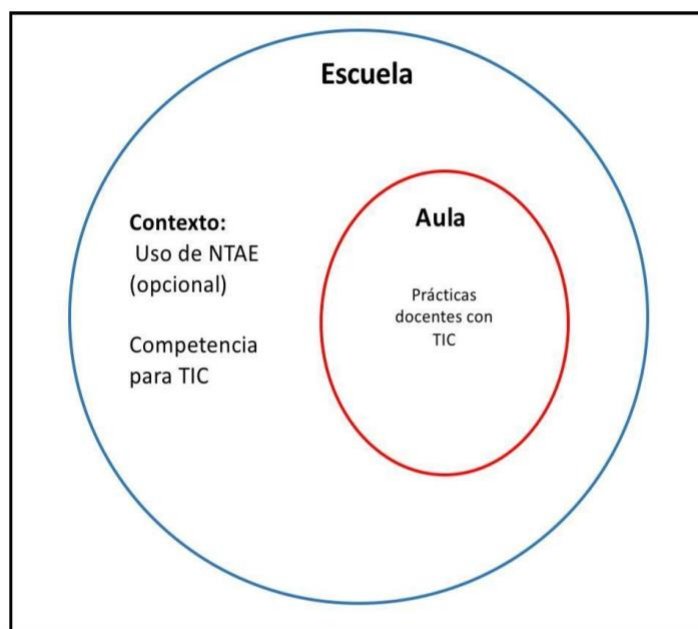 Escuela
Contexto:
Uso de NTAE
(opcional)
Competencia
para TIC
Aula
Prácticas
docentes con
TIC